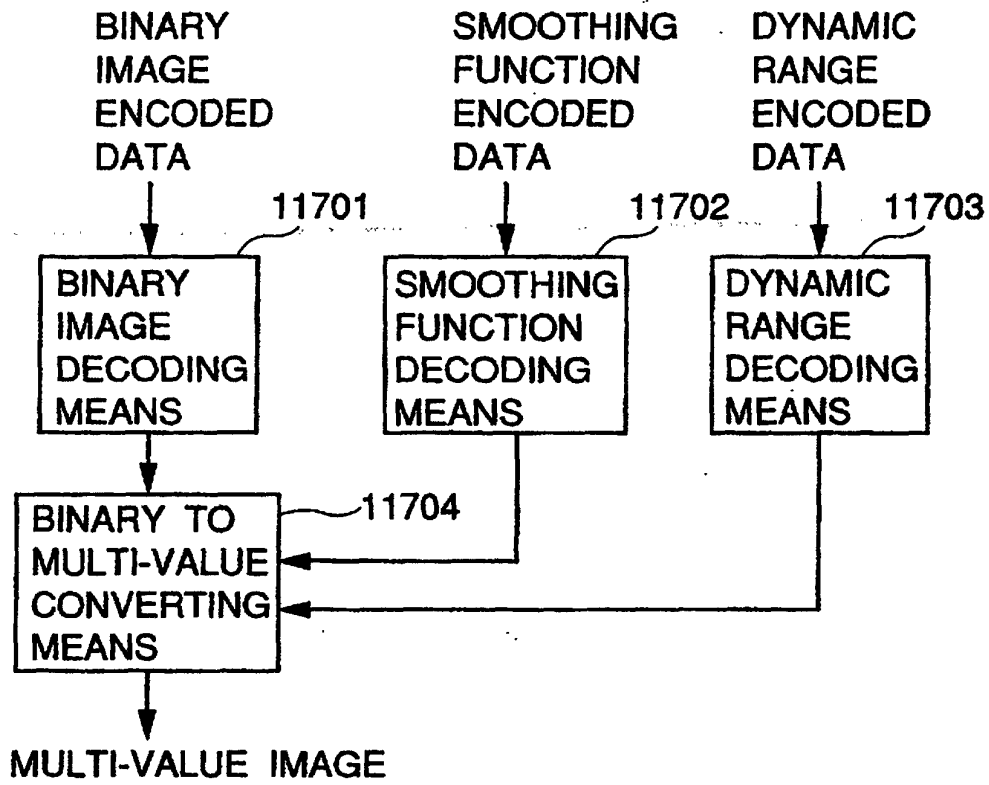 BINARY
IMAGE
ENCODED
DATA
SMOOTHING
FUNCTION
ENCODED
DATA
DYNAMIC
RANGE
ENCODED
DATA
11701
11702
11703
BINARY
IMAGE
DECODING
MEANS
SMOOTHING
FUNCTION
DECODING
MEANS
DYNAMIC
RANGE
DECODING
MEANS
11704
BINARY TO
MULTI-VALUE
CONVERTING
MEANS
MULTI-VALUE IMAGE